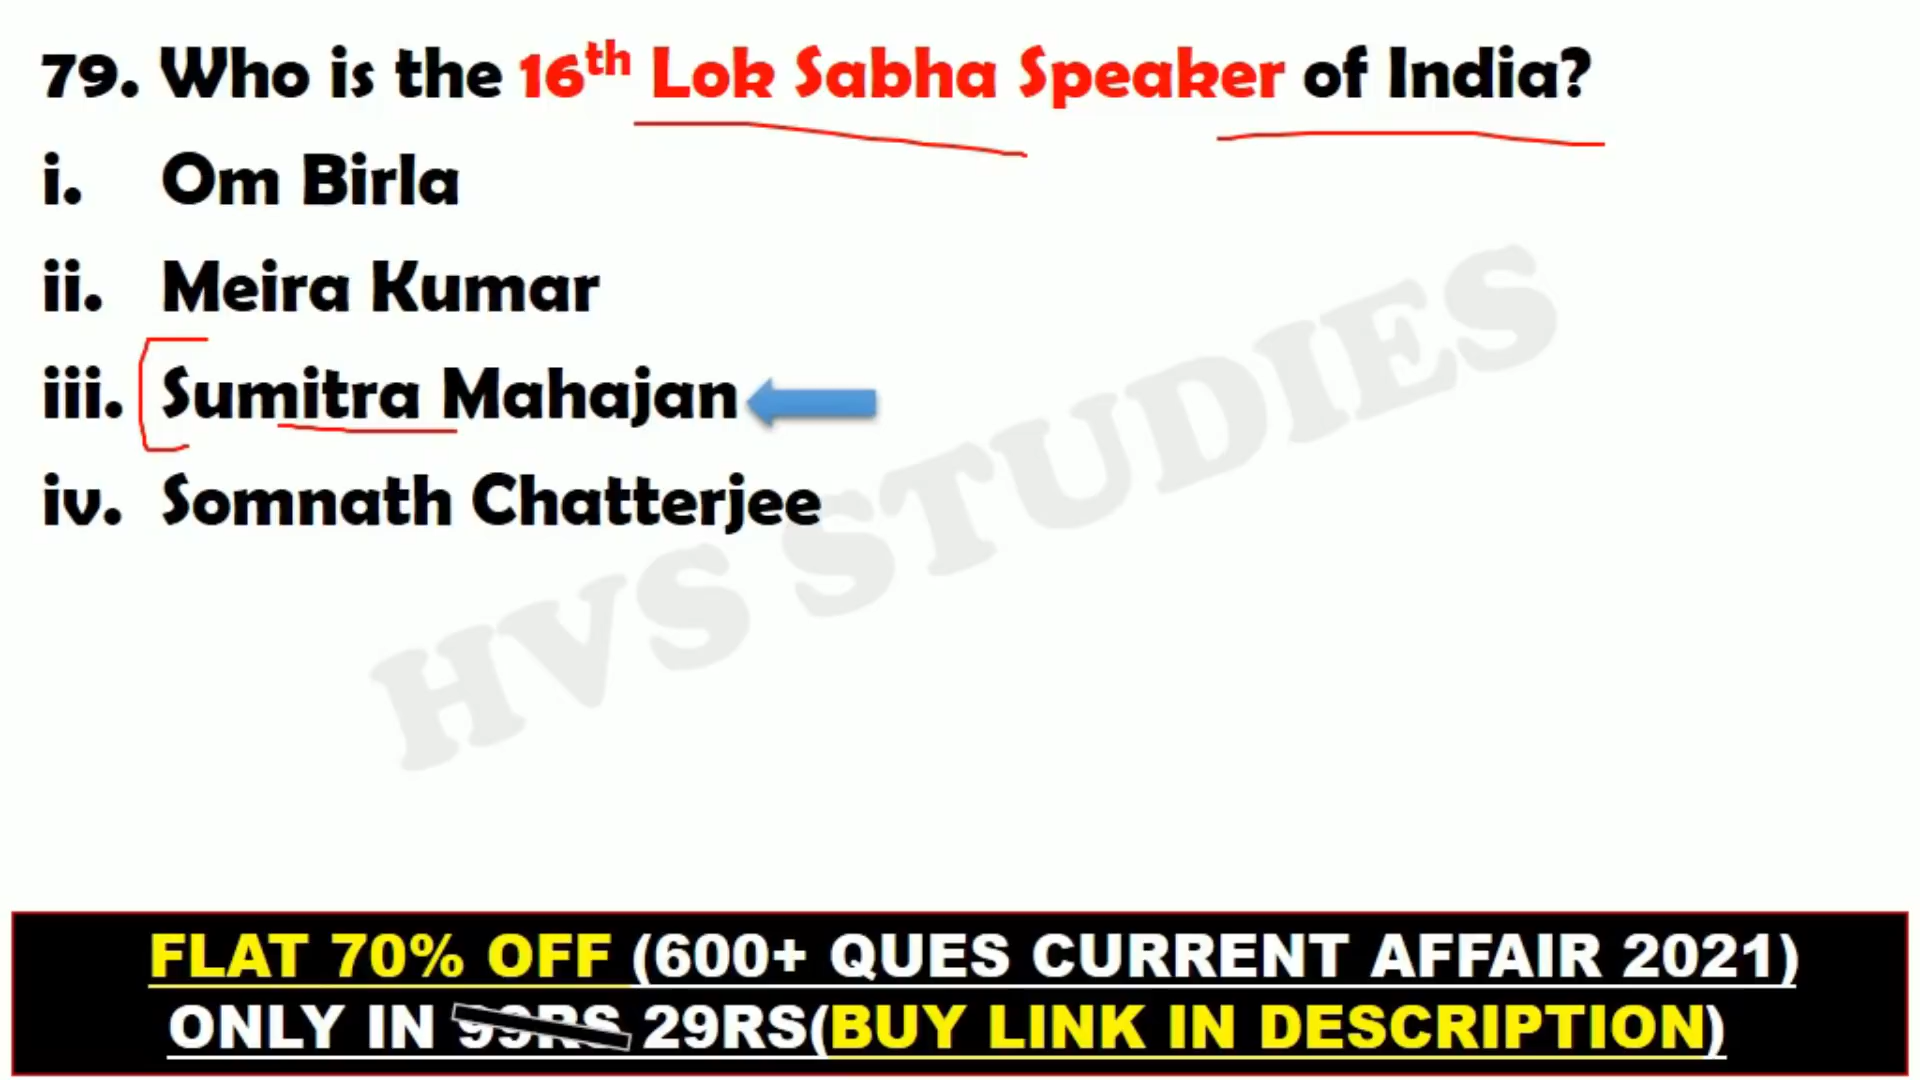 79. Who is the 16th Lok Sabha Speaker of India?
i. Om Birla
ii. Meira Kumar
iii. Sumitra Mahajan
iv. Somnath Chatterjee
HVS STUDIES
FLAT 70% OFF (600+ QUES CURRENT AFFAIR 2021)
ONLY IN 99RS 29RS(BUY LINK IN DESCRIPTION)